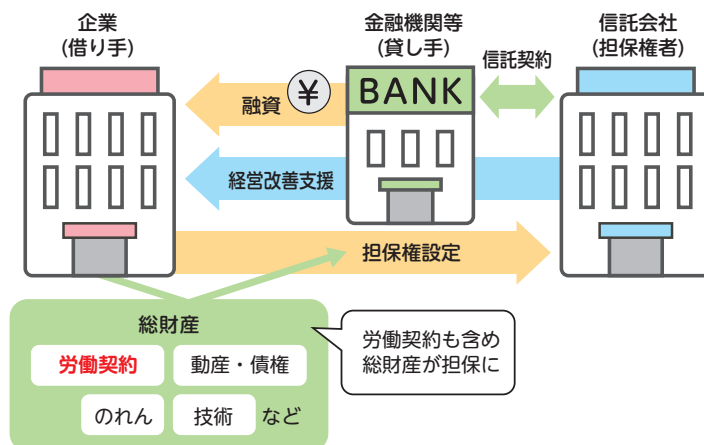 企業
(借り手)
金融機関等
(貸し手)
信託会社
(担保権者)
信託契約
融資
¥
BANK
経営改善支援
担保権設定
総財産
労働契約
動産・債権
のれん
技術
など
労働契約も含め
総財産が担保に